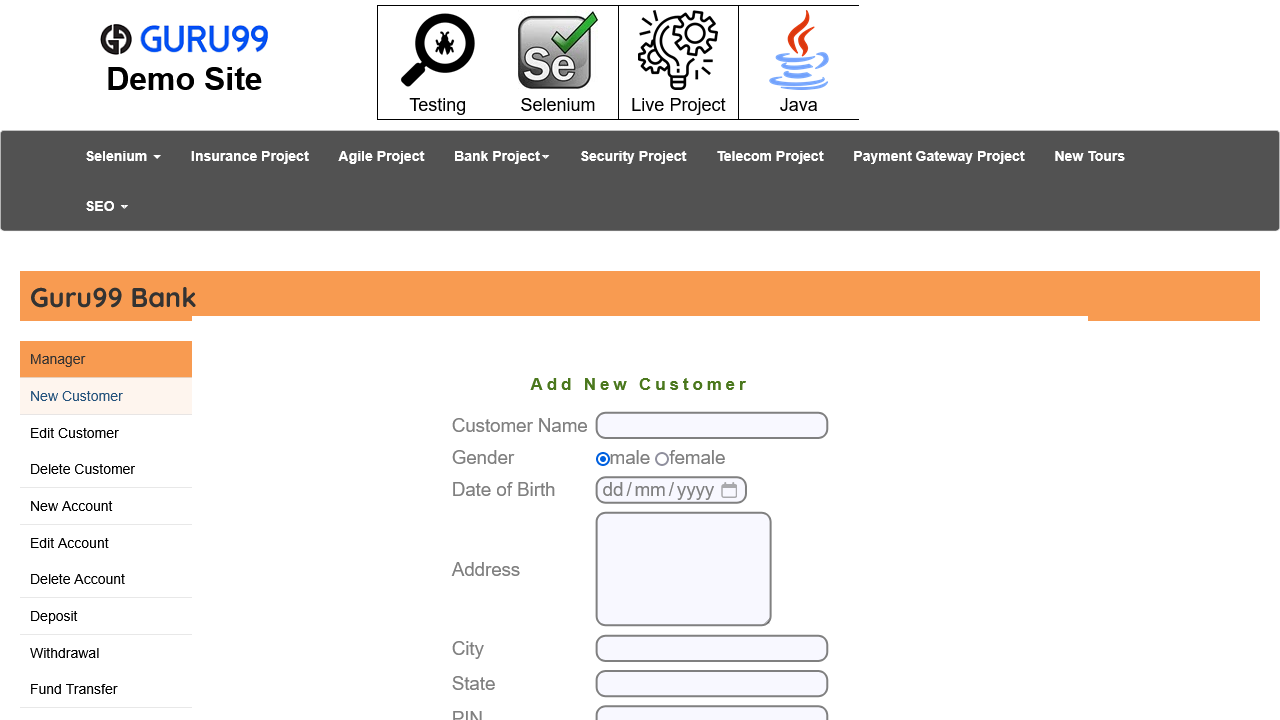 GURU99
Demo Site
Testing
Se
Selenium
Live Project
Java
Selenium
Insurance Project
Agile Project
Bank Project
Security Project
Telecom Project
Payment Gateway Project
New Tours
SEO
Guru99 Bank
Manager
New Customer
Edit Customer
Delete Customer
New Account
Edit Account
Delete Account
Deposit
Withdrawal
Fund Transfer
Add New Customer
Customer Name
Gender male female
Date of Birth dd/mm/yyyy
Address
City
State
PIN